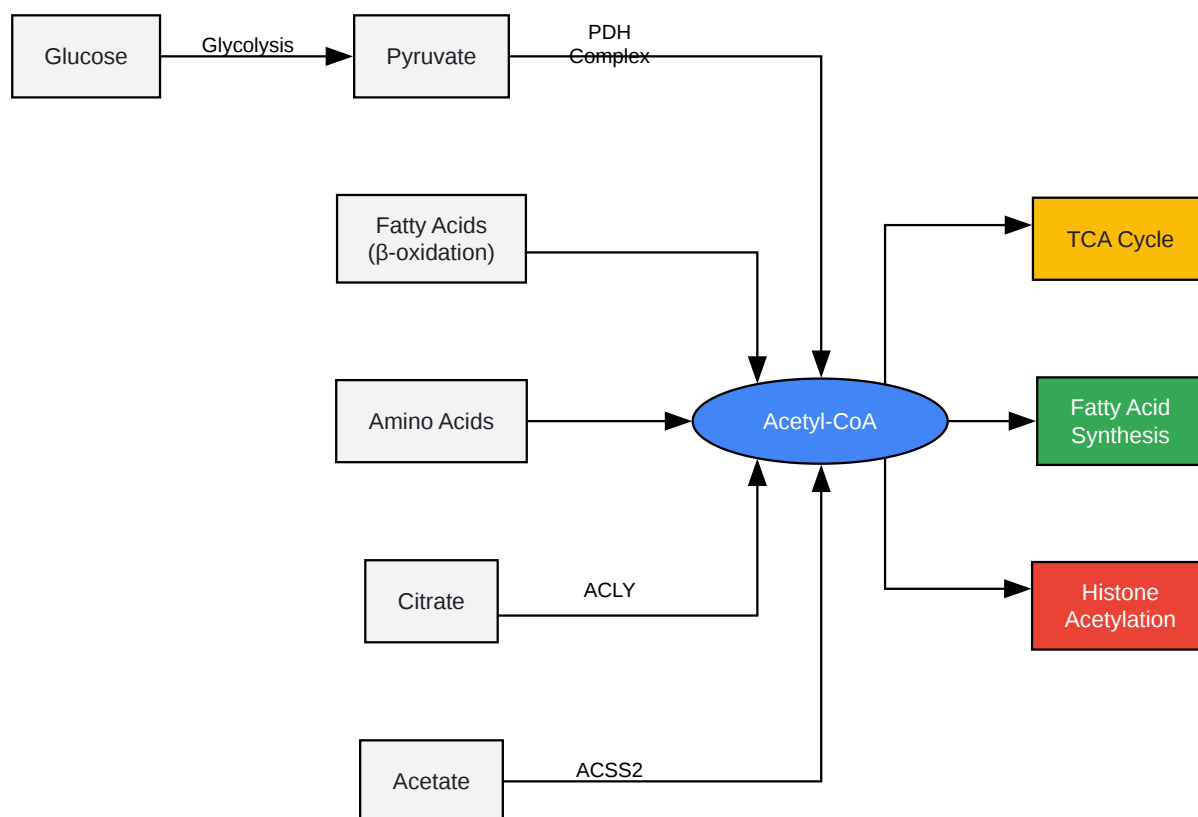 Glucose
Glycolysis
Pyruvate
PDH
Complex
Fatty Acids
(β-oxidation)
TCA Cycle
Amino Acids
Acetyl-CoA
Fatty Acid
Synthesis
Citrate
ACLY
Histone
Acetylation
Acetate
ACSS2